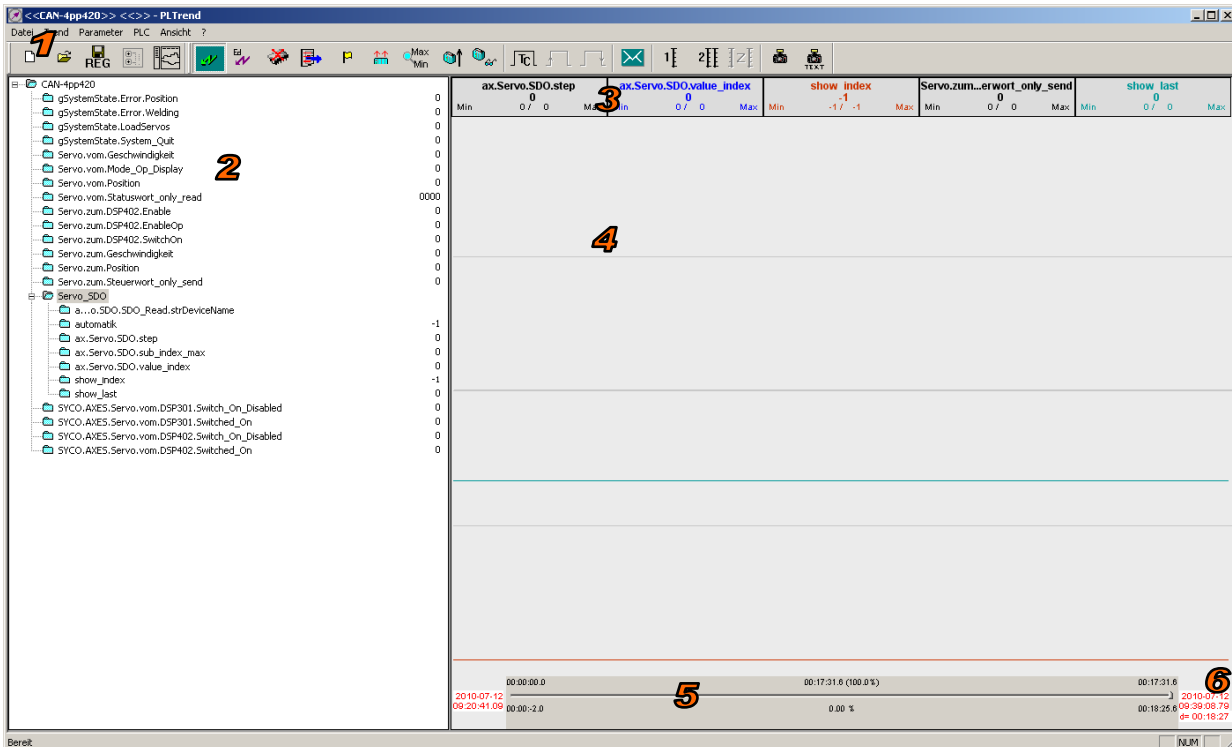 <<CAN-4pp420>> <<>> - PLTrend
Datei Trend Parameter PLC Ansicht ?
1
REG Ed Max Min TC 1 2 Z TEXT
CAN-4pp420
gSystemState.Error.Position 0
gSystemState.Error.Welding 0
gSystemState.LoadServos 0
gSystemState.System_Quit 0
Servo.vom.Geschwindigkeit 0
Servo.vom.Mode_Op_Display 0
2
Servo.vom.Position 0
Servo.vom.Statuswort_only_read 0000
Servo.zum.DSP402.Enable 0
Servo.zum.DSP402.EnableOp 0
Servo.zum.DSP402.SwitchOn 0
Servo.zum.Geschwindigkeit 0
Servo.zum.Position 0
Servo.zum.Steuerwort_only_send 0
Servo_SDO
a...o.SDO.SDO_Read.strDeviceName
automatik -1
ax.Servo.SDO.step 0
ax.Servo.SDO.sub_index_max 0
ax.Servo.SDO.value_index 0
show_index -1
show_last 0
SYCO.AXES.Servo.vom.DSP301.Switch_On_Disabled 0
SYCO.AXES.Servo.vom.DSP301.Switched_On 0
SYCO.AXES.Servo.vom.DSP402.Switch_On_Disabled 0
SYCO.AXES.Servo.vom.DSP402.Switched_On 0
ax.Servo.SDO.step
0
Min 0 / 0 Max
3
ax.Servo.SDO.value_index
0
Min 0 / 0 Max
show_index
-1
Min -1 / -1 Max
Servo.zum...erwort_only_send
0
Min 0 / 0 Max
show_last
0
Min 0 / 0 Max
4
00:00:00.0 00:17:31.6 (100.0%) 00:17:31.6
5
6
2010-07-12
09:20:41.09
00:00:-2.0 0.00 % 00:18:25.6
2010-07-12
09:39:08.79
d= 00:18:27
Bereit NUM